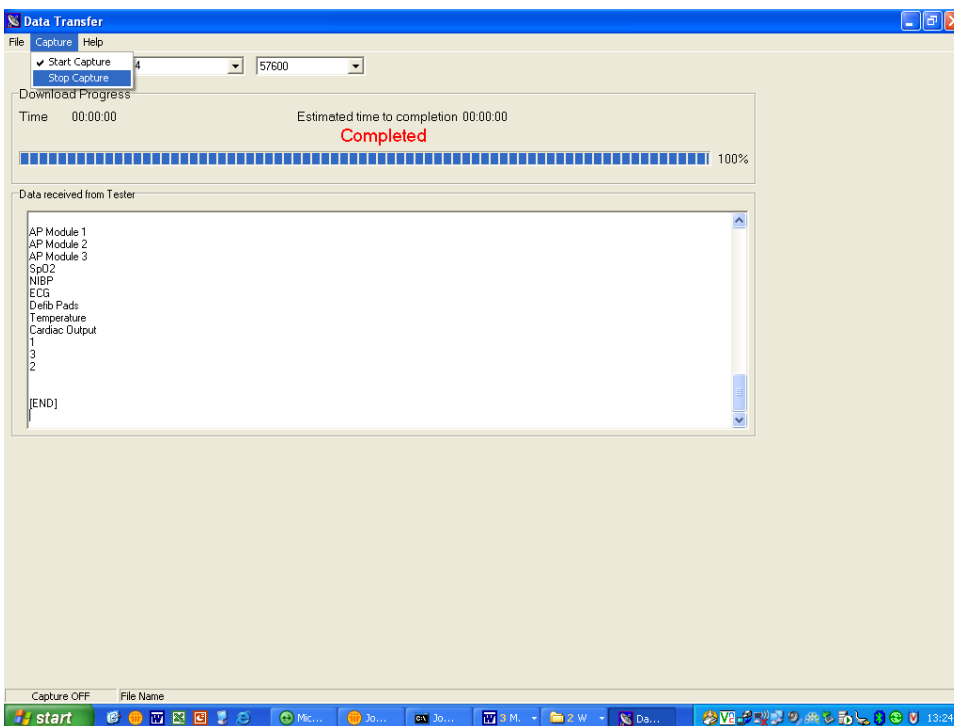 Data Transfer
File Capture Help
Start Capture
Stop Capture
4
57600
Download Progress
Time 00:00:00 Estimated time to completion 00:00:00
Completed
100%
Data received from Tester
AP Module 1
AP Module 2
AP Module 3
SpO2
NIBP
ECG
Defib Pads
Temperature
Cardiac Output
1
3
2
[END]
Capture OFF File Name
start Mic... Jo... Jo... 3 M. 2 W Da... 13:24